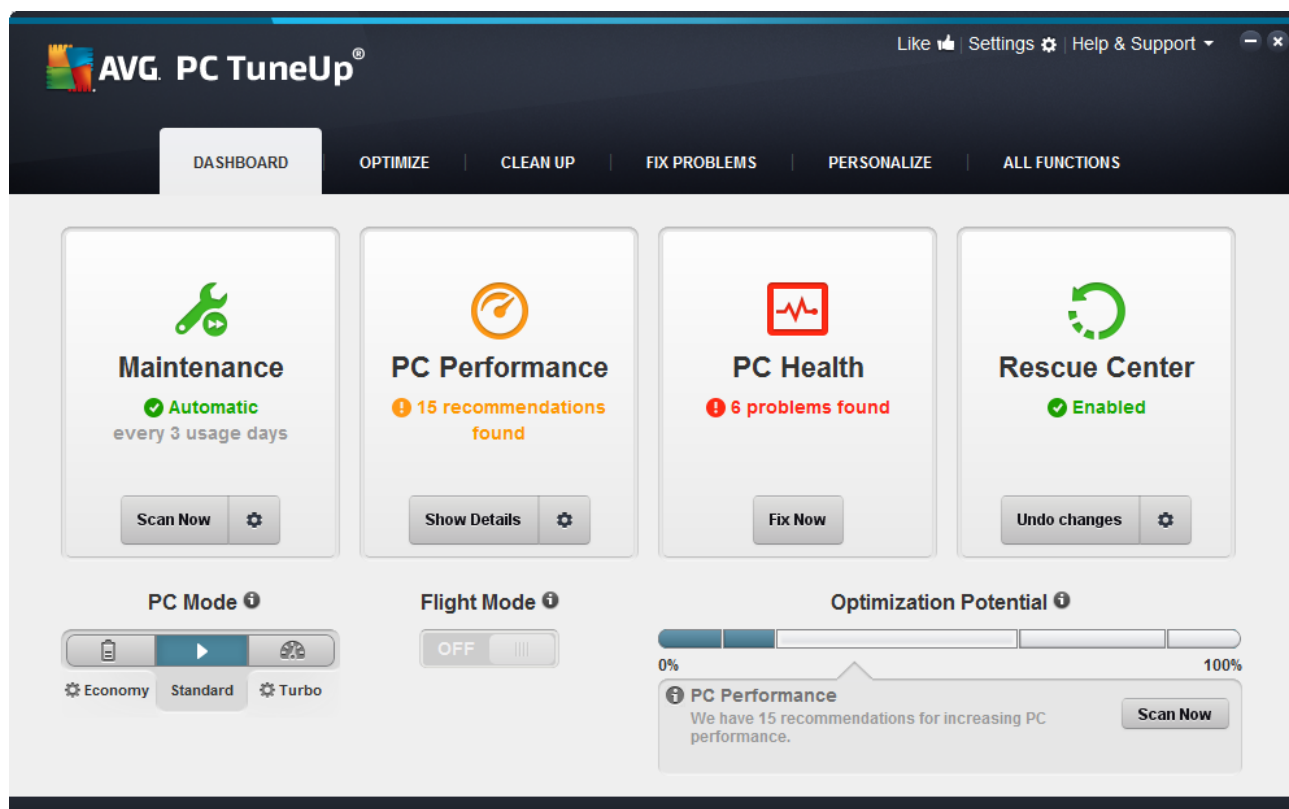 Like | Settings | Help & Support
AVG. PC TuneUp®
DASHBOARD
OPTIMIZE
CLEAN UP
FIX PROBLEMS
PERSONALIZE
ALL FUNCTIONS
Maintenance
Automatic
every 3 usage days
Scan Now
PC Performance
15 recommendations
found
Show Details
PC Health
6 problems found
Fix Now
Rescue Center
Enabled
Undo changes
PC Mode
Economy
Standard
Turbo
Flight Mode
OFF
Optimization Potential
0%
100%
PC Performance
We have 15 recommendations for increasing PC
performance.
Scan Now